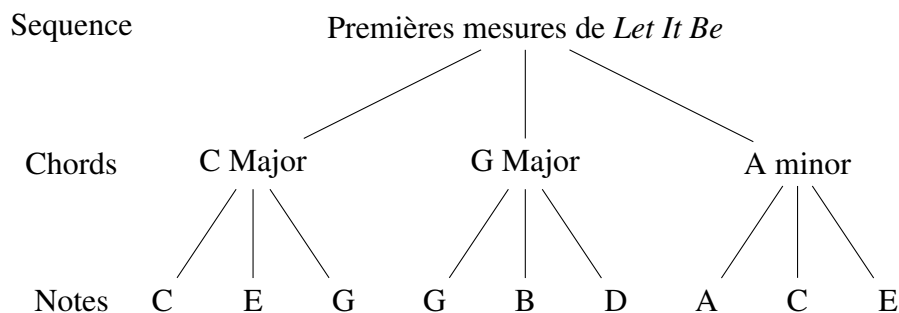 Sequence Premières mesures de Let It Be
Chords C Major G Major A minor
Notes C E G G B D A C E